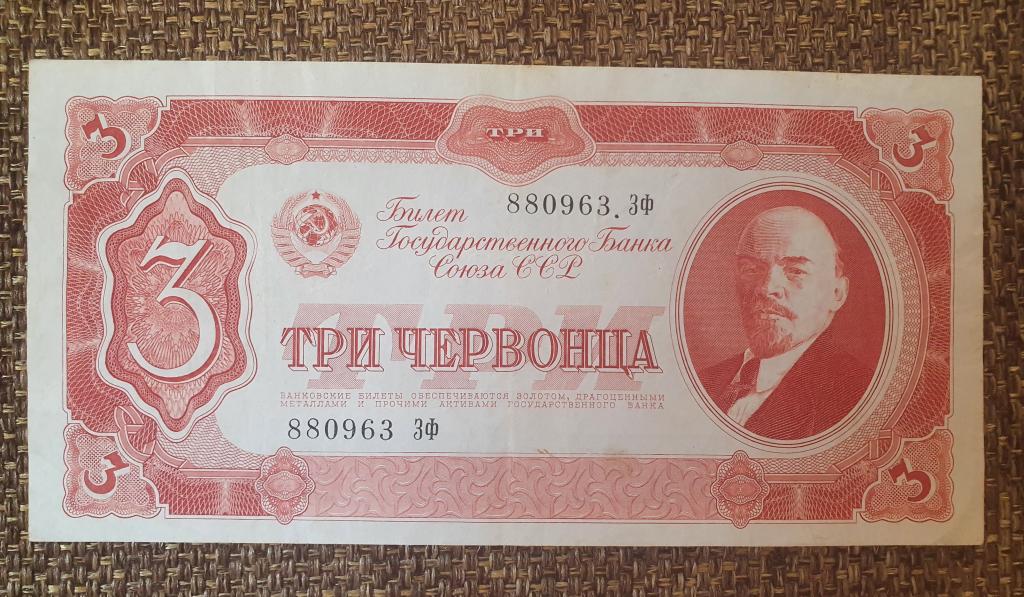 3 ТРИ 3
880963. ЗФ
Билет
Государственного Банка
Союза ССР
3
ТРИ
ТРИ ЧЕРВОНЦА
БАНКОВСКИЕ БИЛЕТЫ ОБЕСПЕЧИВАЮТСЯ ЗОЛОТОМ, ДРАГОЦЕННЫМИ
МЕТАЛЛАМИ И ПРОЧИМИ АКТИВАМИ ГОСУДАРСТВЕННОГО БАНКА
880963 ЗФ
3 3